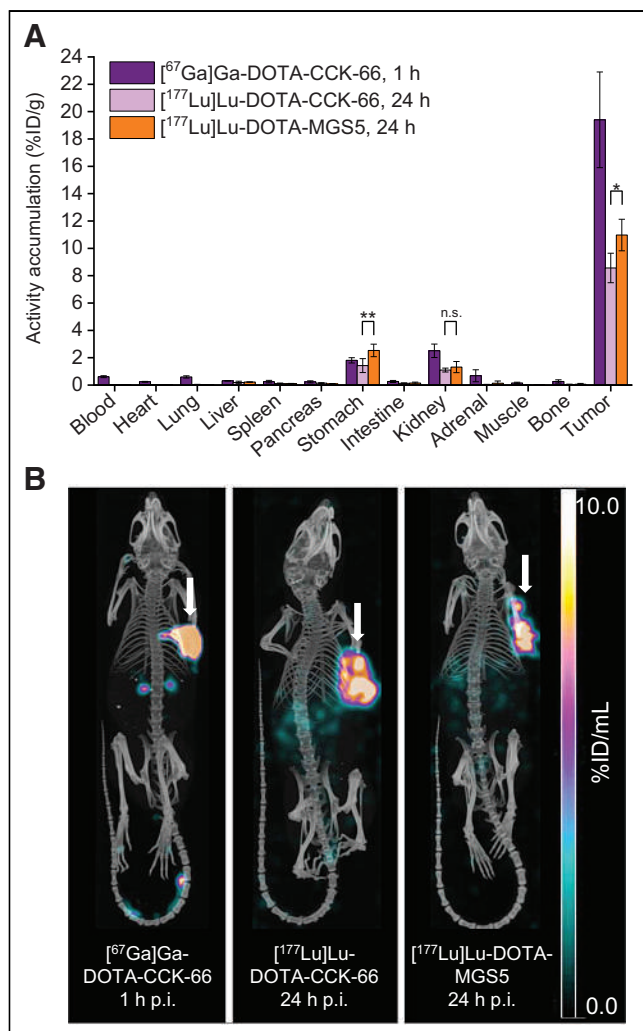 A
24
22
20
18
16
14
12
10
8
6
4
2
0
Activity accumulation (%ID/g)
[⁶⁷Ga]Ga-DOTA-CCK-66, 1 h
[¹⁷⁷Lu]Lu-DOTA-CCK-66, 24 h
[¹⁷⁷Lu]Lu-DOTA-MGS5, 24 h
**
n.s.
*
Blood
Heart
Lung
Liver
Spleen
Pancreas
Stomach
Intestine
Kidney
Adrenal
Muscle
Bone
Tumor
B
10.0
%ID/mL
0.0
[⁶⁷Ga]Ga-
DOTA-CCK-66
1 h p.i.
[¹⁷⁷Lu]Lu-
DOTA-CCK-66
24 h p.i.
[¹⁷⁷Lu]Lu-DOTA-
MGS5
24 h p.i.